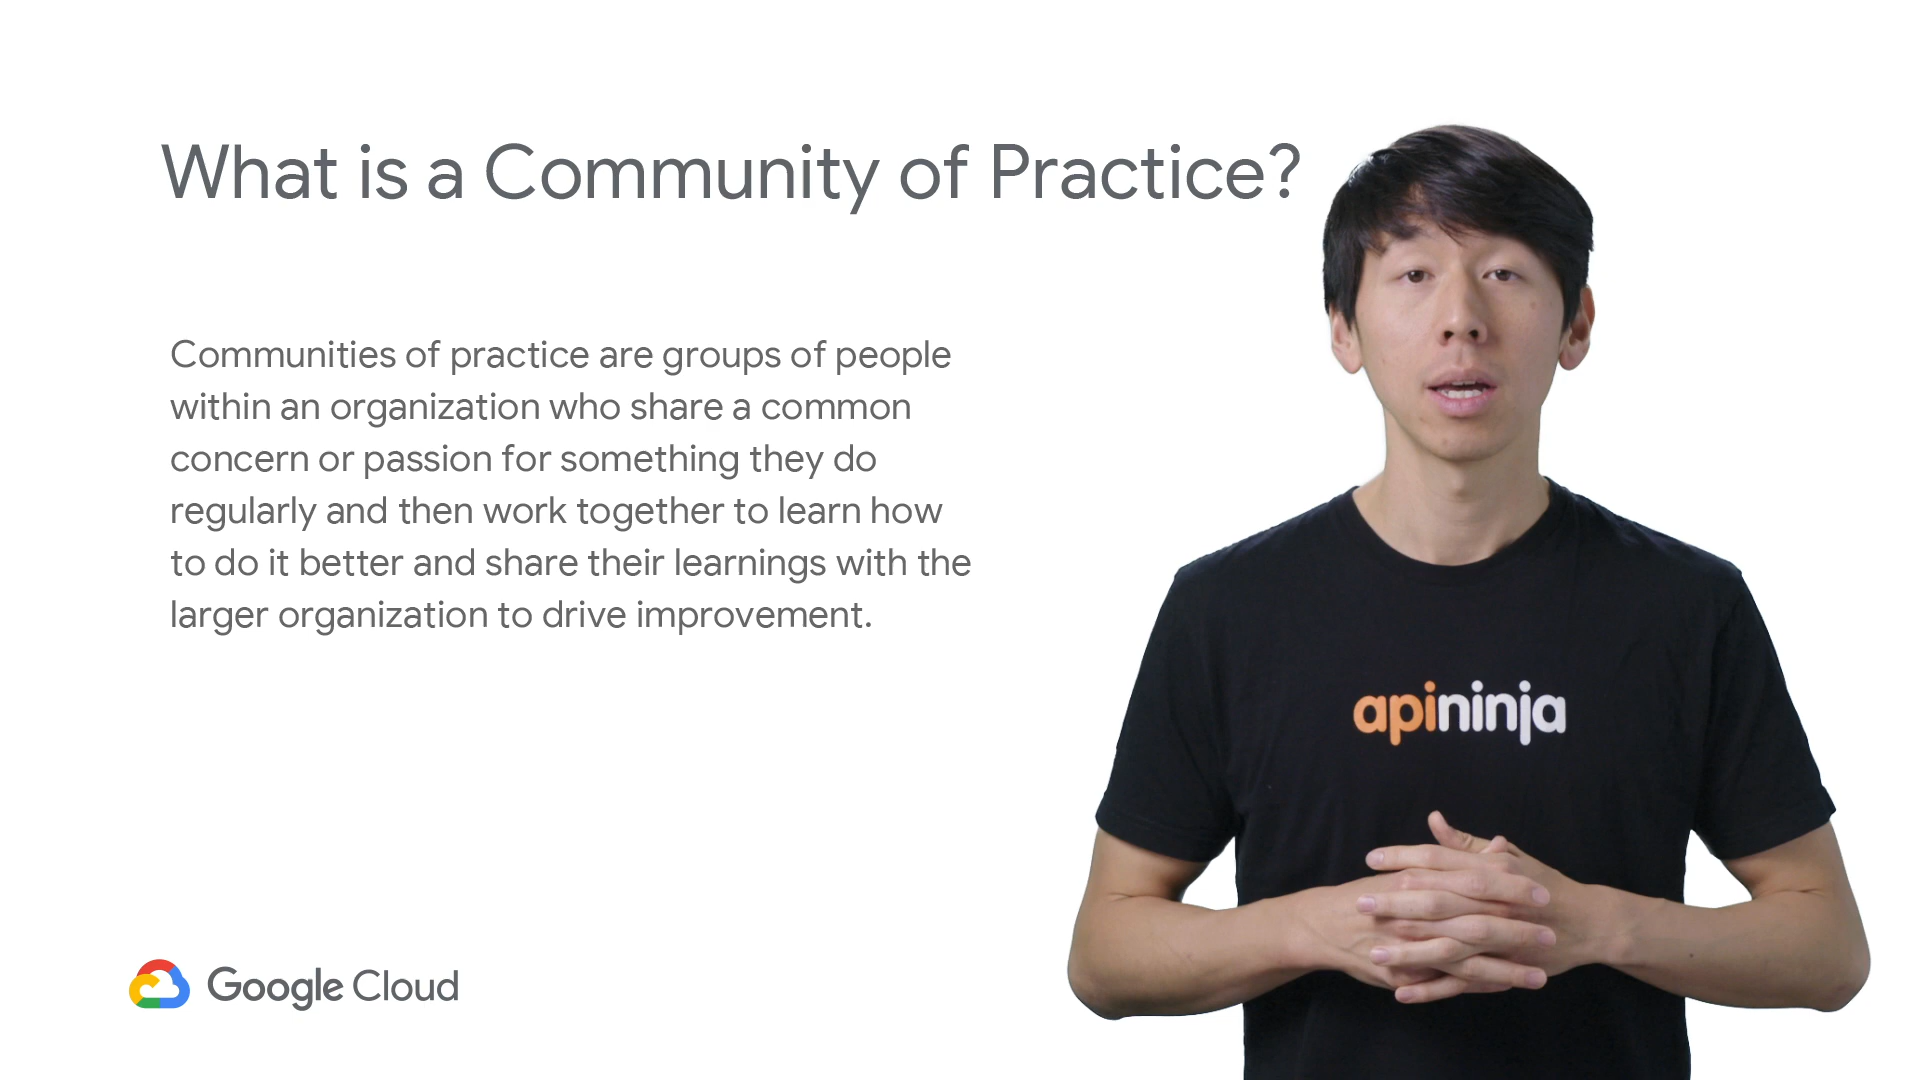 What is a Community of Practice?
Communities of practice are groups of people
within an organization who share a common
concern or passion for something they do
regularly and then work together to learn how
to do it better and share their learnings with the
larger organization to drive improvement.
apininja
Google Cloud